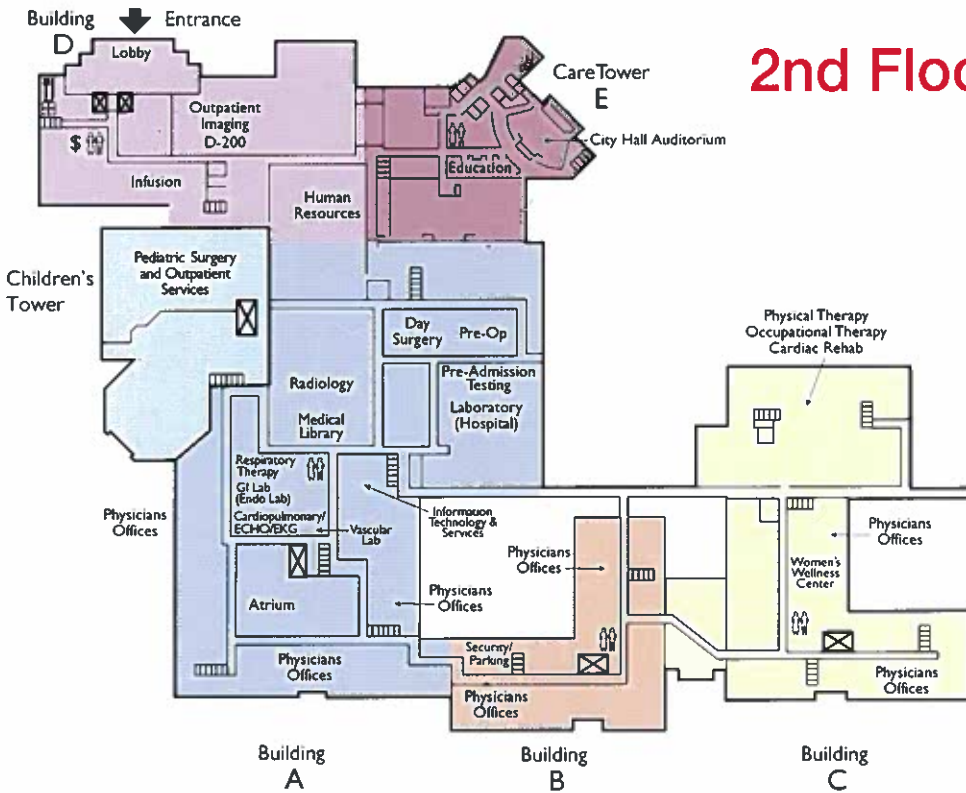 Building
D
Entrance
Lobby
2nd Floo
Care Tower
E
Outpatient
Imaging
D-200
City Hall Auditorium
$
Education
Infusion
Human
Resources
Children's
Tower
Pediatric Surgery
and Outpatient
Services
Day
Surgery
Pre-Op
Physical Therapy
Occupational Therapy
Cardiac Rehab
Pre-Admission
Testing
Laboratory
(Hospital)
Radiology
Medical
Library
Respiratory
Therapy
GI Lab
(Endo Lab)
Cardiopulmonary/
ECHO/EKG
Vascular
Lab
Information
Technology &
Services
Physicians
Offices
Physicians
Offices
Physicians
Offices
Women's
Wellness
Center
Atrium
Physicians
Offices
Security/
Parking
Physicians
Offices
Physicians
Offices
Physicians
Offices
Building
A
Building
B
Building
C